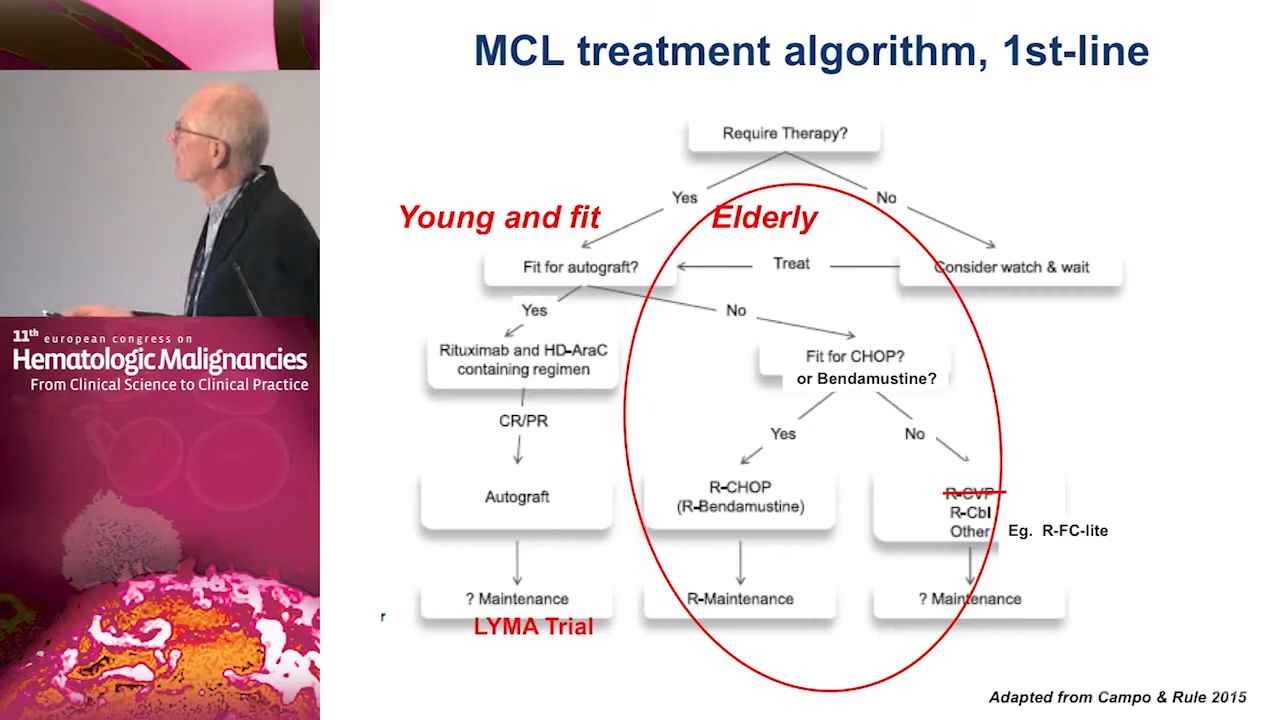 MCL treatment algorithm, 1st-line
Require Therapy?
Yes
No
Young and fit
Elderly
Fit for autograft?
Treat
Consider watch & wait
Yes
No
Rituximab and HD-AraC
containing regimen
Fit for CHOP?
or Bendamustine?
CR/PR
Yes
No
Autograft
R-CHOP
(R-Bendamustine)
R-CVP
R-Cbl
Other
Eg. R-FC-lite
? Maintenance
R-Maintenance
? Maintenance
r
LYMA Trial
Adapted from Campo & Rule 2015
11th european congress on
Hematologic Malignancies
From Clinical Science to Clinical Practice